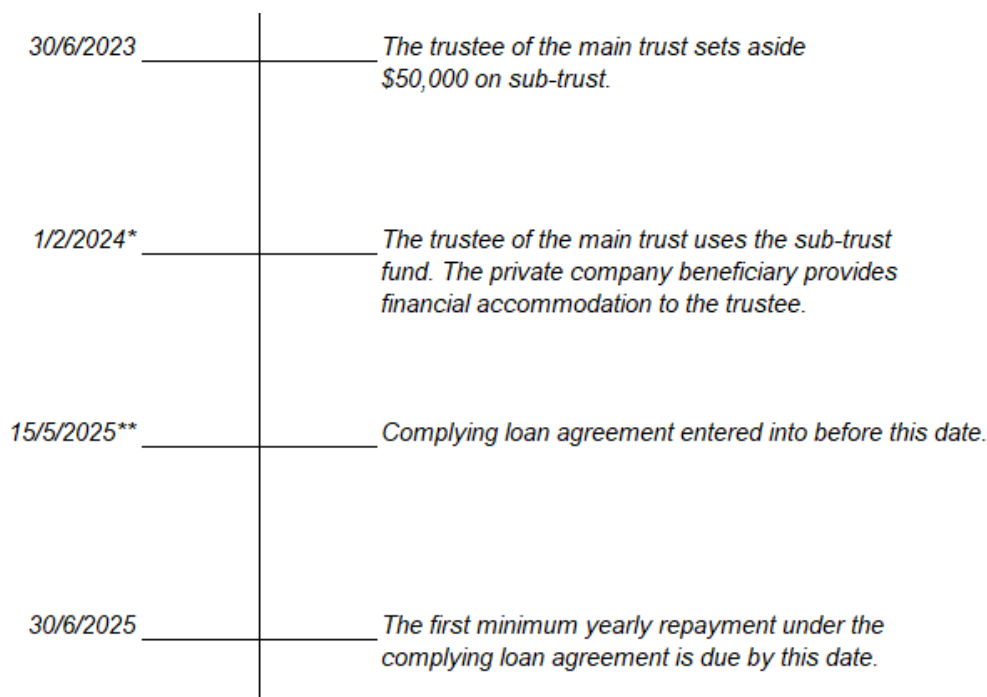 30/6/2023
The trustee of the main trust sets aside
$50,000 on sub-trust.
1/2/2024*
The trustee of the main trust uses the sub-trust
fund. The private company beneficiary provides
financial accommodation to the trustee.
15/5/2025**
Complying loan agreement entered into before this date.
30/6/2025
The first minimum yearly repayment under the
complying loan agreement is due by this date.